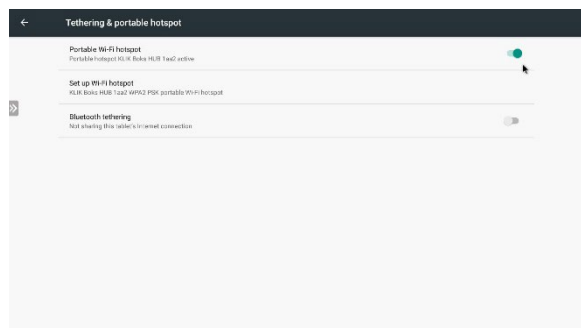 Tethering & portable hotspot
Portable Wi-Fi hotspot
Portable hotspot KLIK Boks HUB 1aa2 active
Set up Wi-Fi hotspot
KLIK Boks HUB 1aa2 WPA2 PSK portable Wi-Fi hotspot
Bluetooth tethering
Not sharing this tablet's internet connection